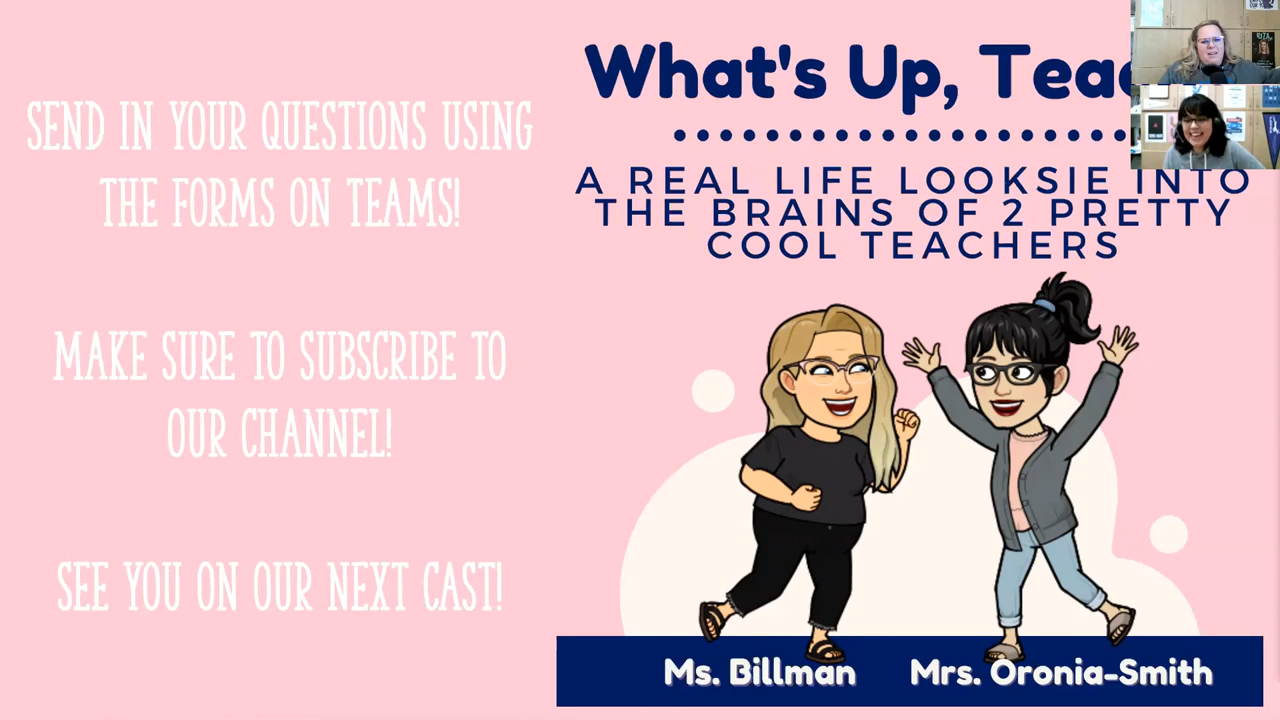 SEND IN YOUR QUESTIONS USING
THE FORMS ON TEAMS!
MAKE SURE TO SUBSCRIBE TO
OUR CHANNEL!
SEE YOU ON OUR NEXT CAST!
What's Up,
A REAL LIFE LOOKSIE INTO
THE BRAINS OF 2 PRETTY
COOL TEACHERS
Ms. Billman
Mrs. Oronia-Smith